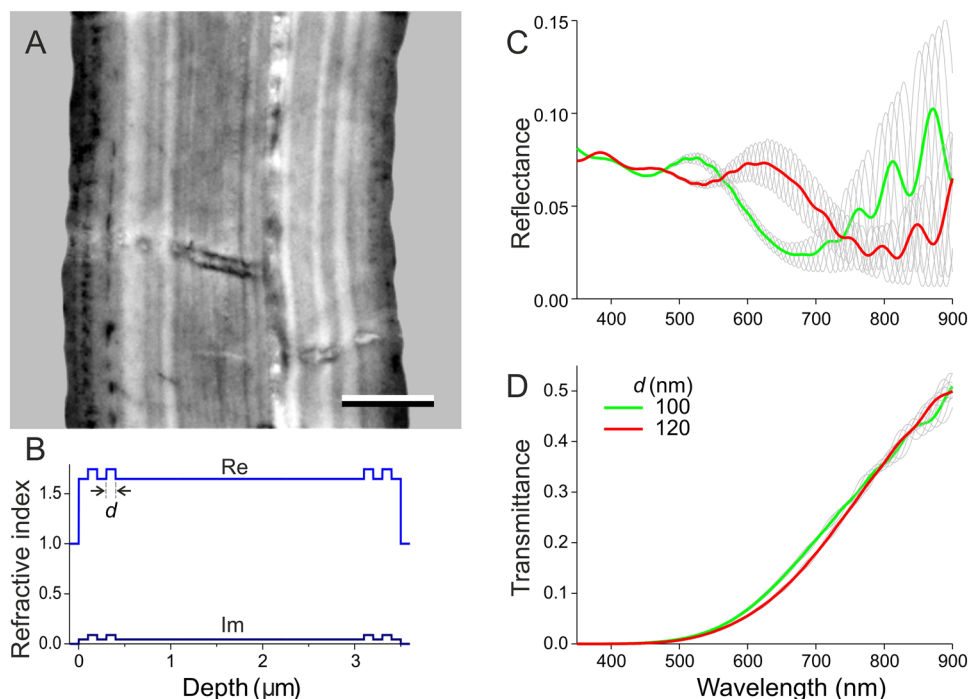 A
B
Refractive index
1.5
1.0
1.5
0.0
Re
d
Im
0
1
2
3
Depth (µm)
C
Reflectance
0.15
0.10
0.05
0.00
400 500 600 700 800 900
D
Transmittance
0.5
0.4
0.3
0.2
0.1
0.0
d (nm)
100
120
400 500 600 700 800 900
Wavelength (nm)